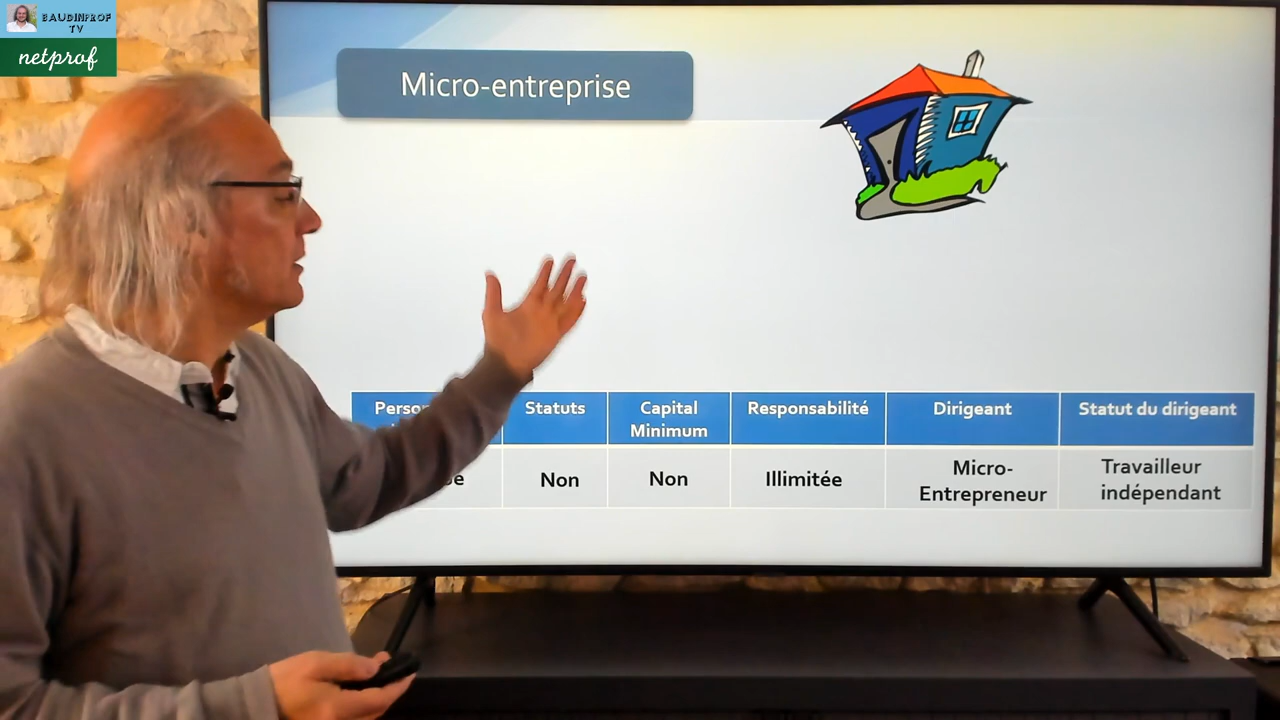 BAUDINPROF
TV
netprof
Micro-entreprise
Statuts
Capital
Minimum
Responsabilité
Dirigeant
Statut du dirigeant
Non
Non
Illimitée
Micro-
Entrepreneur
Travailleur
indépendant